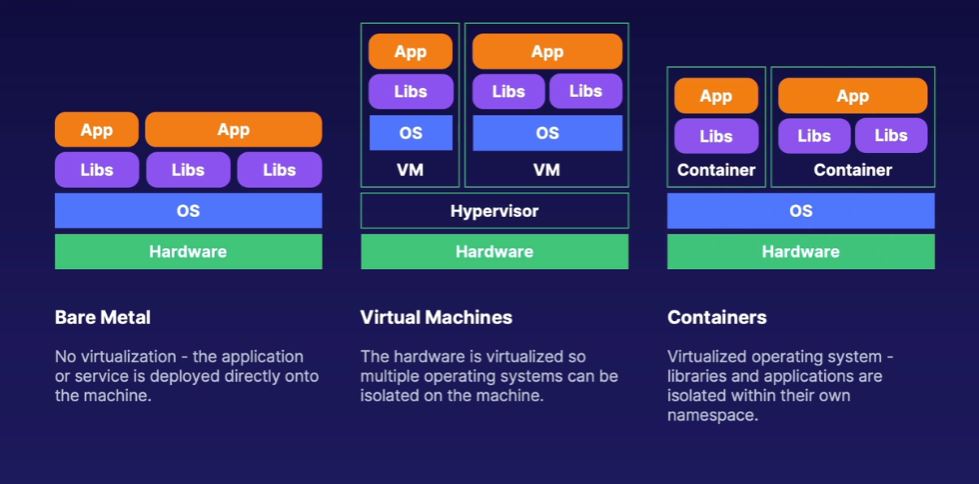 App App
Libs Libs Libs
OS
Hardware
Bare Metal
No virtualization - the application
or service is deployed directly onto
the machine.
App App
Libs Libs Libs
OS OS
VM VM
Hypervisor
Hardware
Virtual Machines
The hardware is virtualized so
multiple operating systems can be
isolated on the machine.
App App
Libs Libs Libs
Container Container
OS
Hardware
Containers
Virtualized operating system -
libraries and applications are
isolated within their own
namespace.